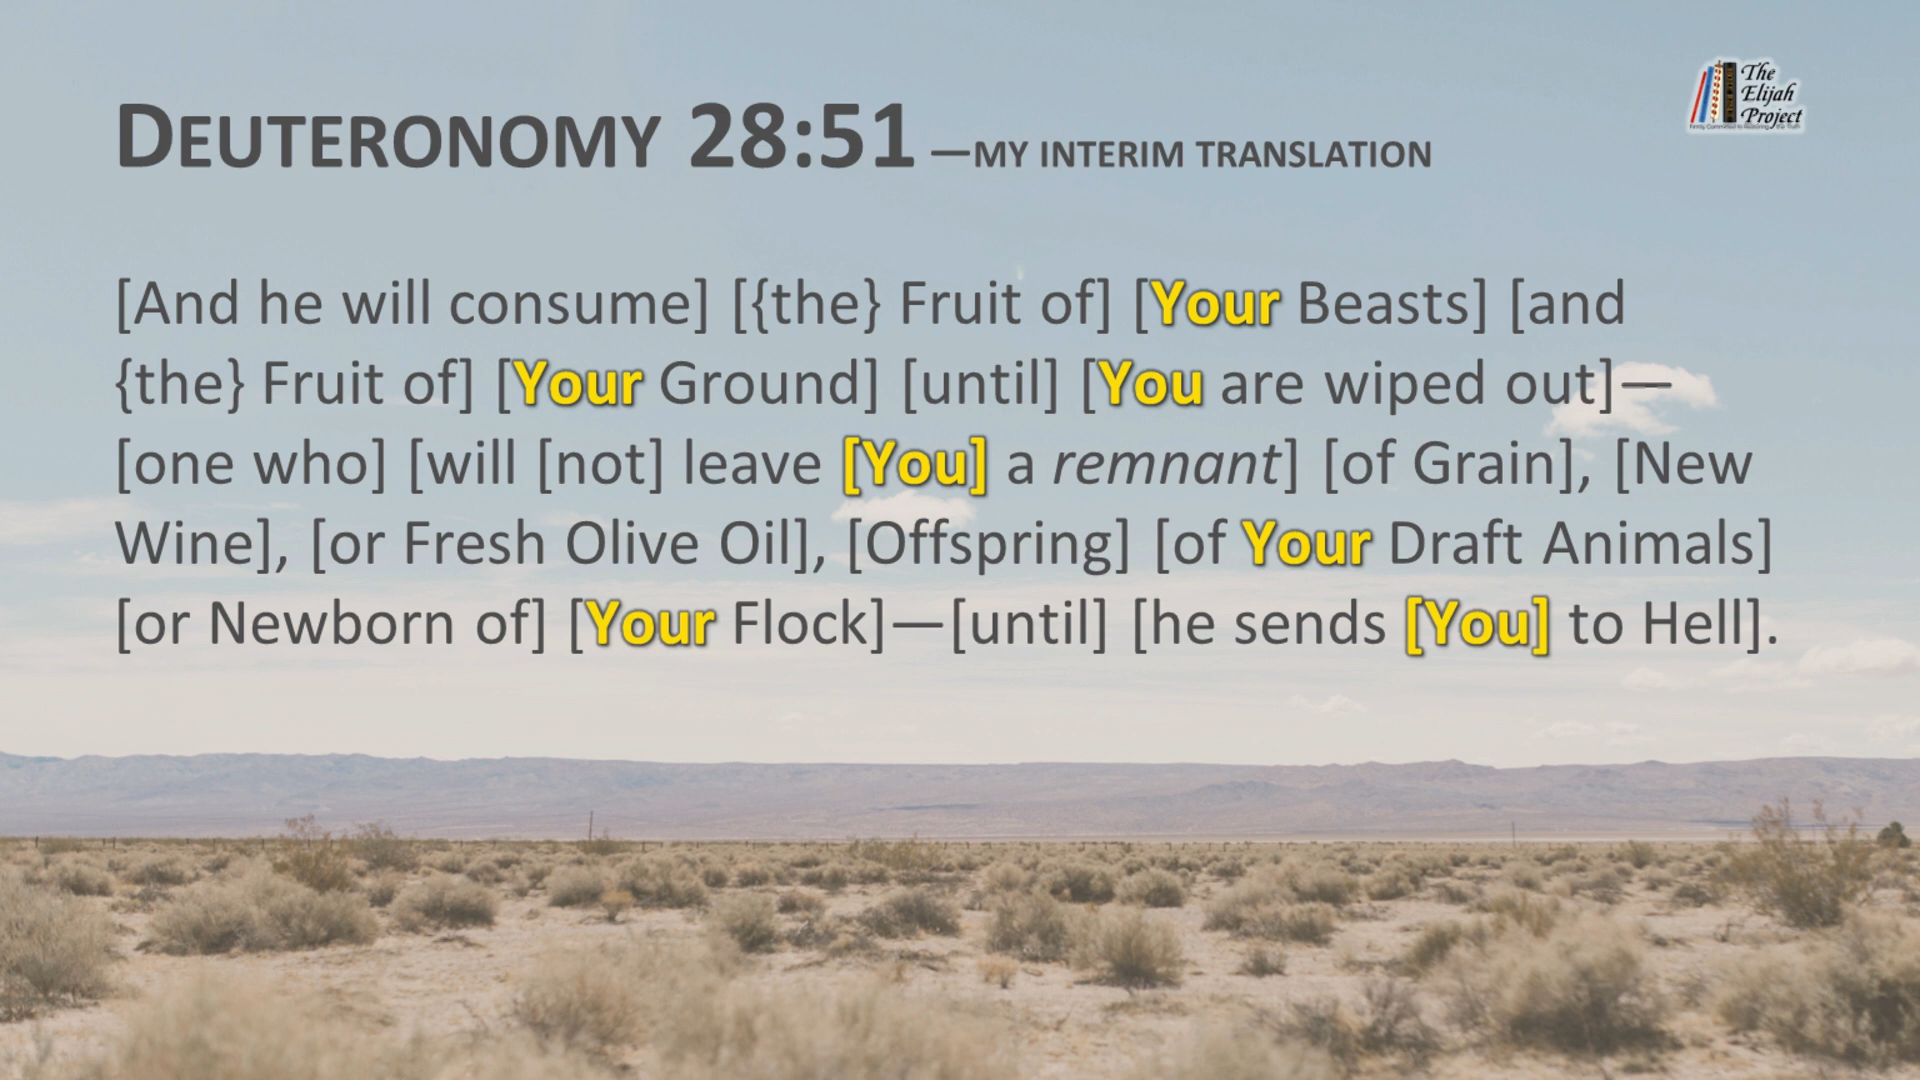 DEUTERONOMY 28:51 —MY INTERIM TRANSLATION
The
Elijah
Project
[And he will consume] [{the} Fruit of] [Your Beasts] [and
{the} Fruit of] [Your Ground] [until] [You are wiped out]—
[one who] [will [not] leave [You] a remnant] [of Grain], [New
Wine], [or Fresh Olive Oil], [Offspring] [of Your Draft Animals]
[or Newborn of] [Your Flock]—[until] [he sends [You] to Hell].